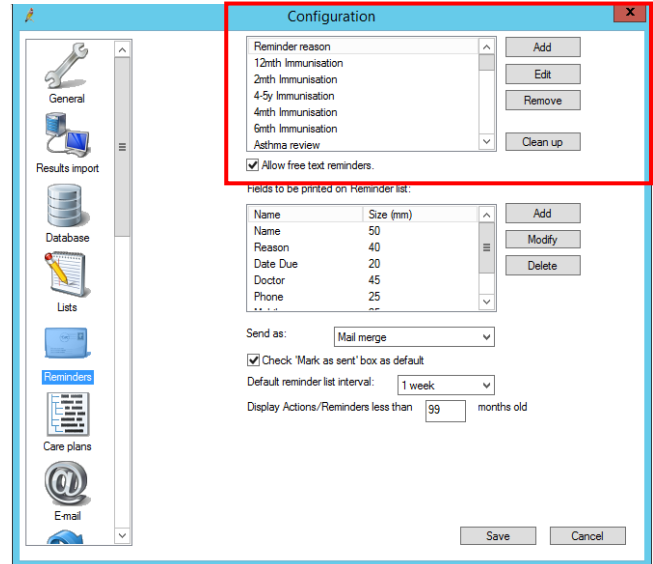 Configuration
x
General
Results import
Database
Lists
Reminders
Care plans
E-mail
Reminder reason
12mth Immunisation
2mth Immunisation
4-5y Immunisation
4mth Immunisation
6mth Immunisation
Asthma review
Add
Edit
Remove
Clean up
Allow free text reminders.
Fields to be printed on Reminder list:
Name Size (mm)
Name 50
Reason 40
Date Due 20
Doctor 45
Phone 25
Add
Modify
Delete
Send as: Mail merge
Check 'Mark as sent' box as default
Default reminder list interval: 1 week
Display Actions/Reminders less than 99 months old
Save Cancel